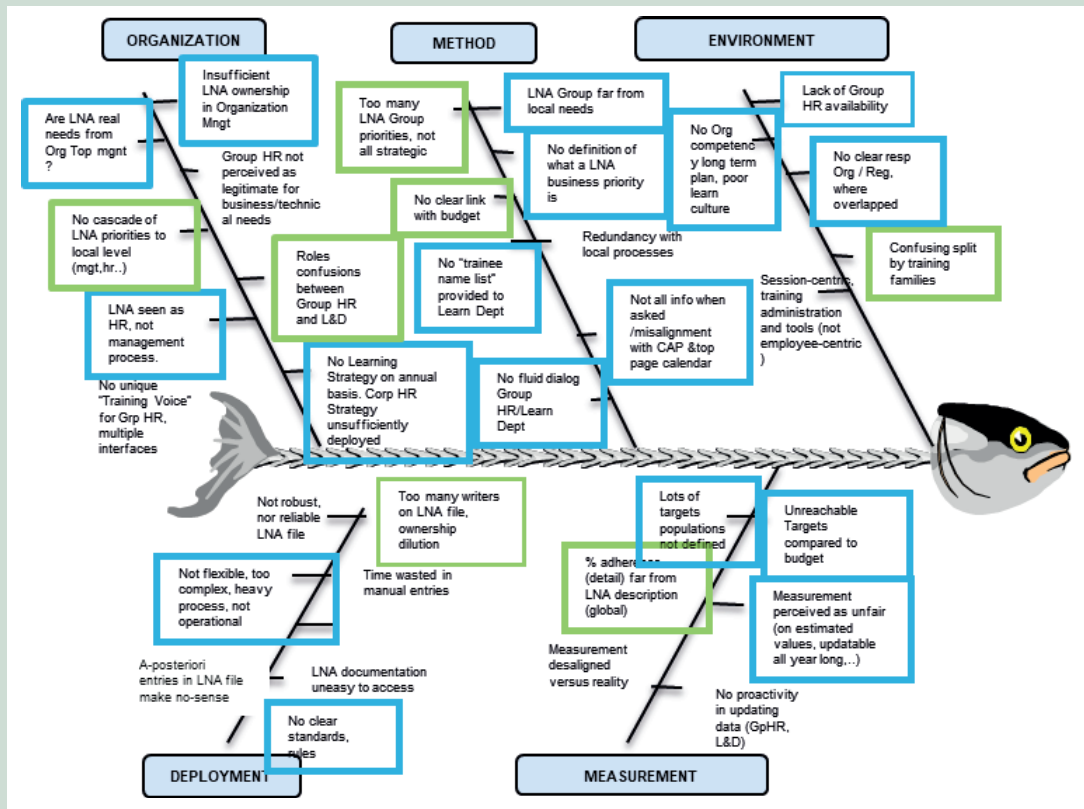 ORGANIZATION
METHOD
ENVIRONMENT
Insufficient
LNA ownership
in Organization
Mngt
Are LNA real
needs from
Org Top mgnt
?
Group HR not
perceived as
legitimate for
business/technic
al needs
No cascade of
LNA priorities to
local level
(mgt,hr..)
Roles
confusions
between
Group HR
and L&D
LNA seen as
HR, not
management
process.
No unique
"Training Voice"
for Grp HR,
multiple
interfaces
No Learning
Strategy on annual
basis. Corp HR
Strategy
unsufficiently
deployed
Too many
LNA Group
priorities, not
all strategic
LNA Group far from
local needs
No definition of
what a LNA
business priority
is
No clear link
with budget
Redundancy with
local processes
No "trainee
name list"
provided to
Learn Dept
Not all info when
asked
/misalignment
with CAP &top
page calendar
No fluid dialog
Group
HR/Learn
Dept
Lack of Group
HR availability
No Org
competenc
y long term
plan, poor
learn
culture
No clear resp
Org / Reg,
where
overlapped
Confusing split
by training
families
Session-centric,
training
administration
and tools (not
employee-centric
)
Not robust,
nor reliable
LNA file
Too many writers
on LNA file,
ownership
dilution
Not flexible, too
complex, heavy
process, not
operational
Time wasted in
manual entries
A-posteriori
entries in LNA file
make no-sense
LNA documentation
uneasy to access
No clear
standards,
rules
Lots of
targets
populations
not defined
Unreachable
Targets
compared to
budget
% adherence
(detail) far from
LNA description
(global)
Measurement
perceived as unfair
(on estimated
values, updatable
all year long,..)
Measurement
desaligned
versus reality
No proactivity
in updating
data (GpHR,
L&D)
DEPLOYMENT
MEASUREMENT